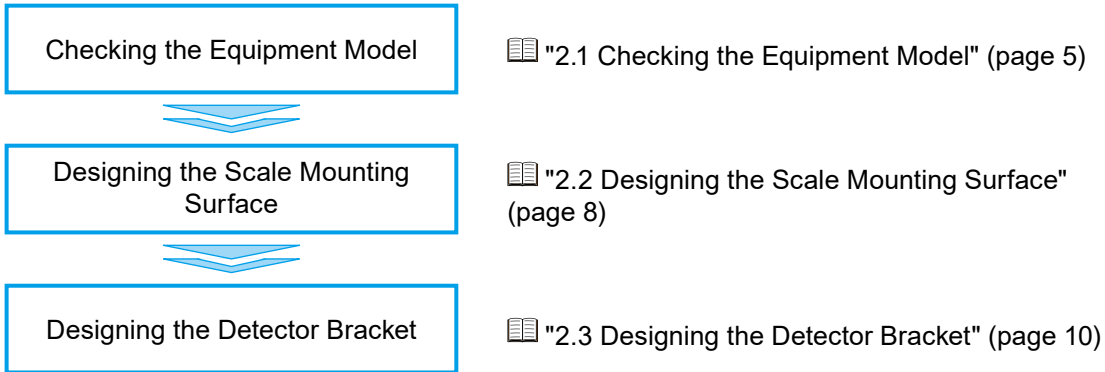 Checking the Equipment Model
"2.1 Checking the Equipment Model" (page 5)
Designing the Scale Mounting
Surface
"2.2 Designing the Scale Mounting Surface"
(page 8)
Designing the Detector Bracket
"2.3 Designing the Detector Bracket" (page 10)